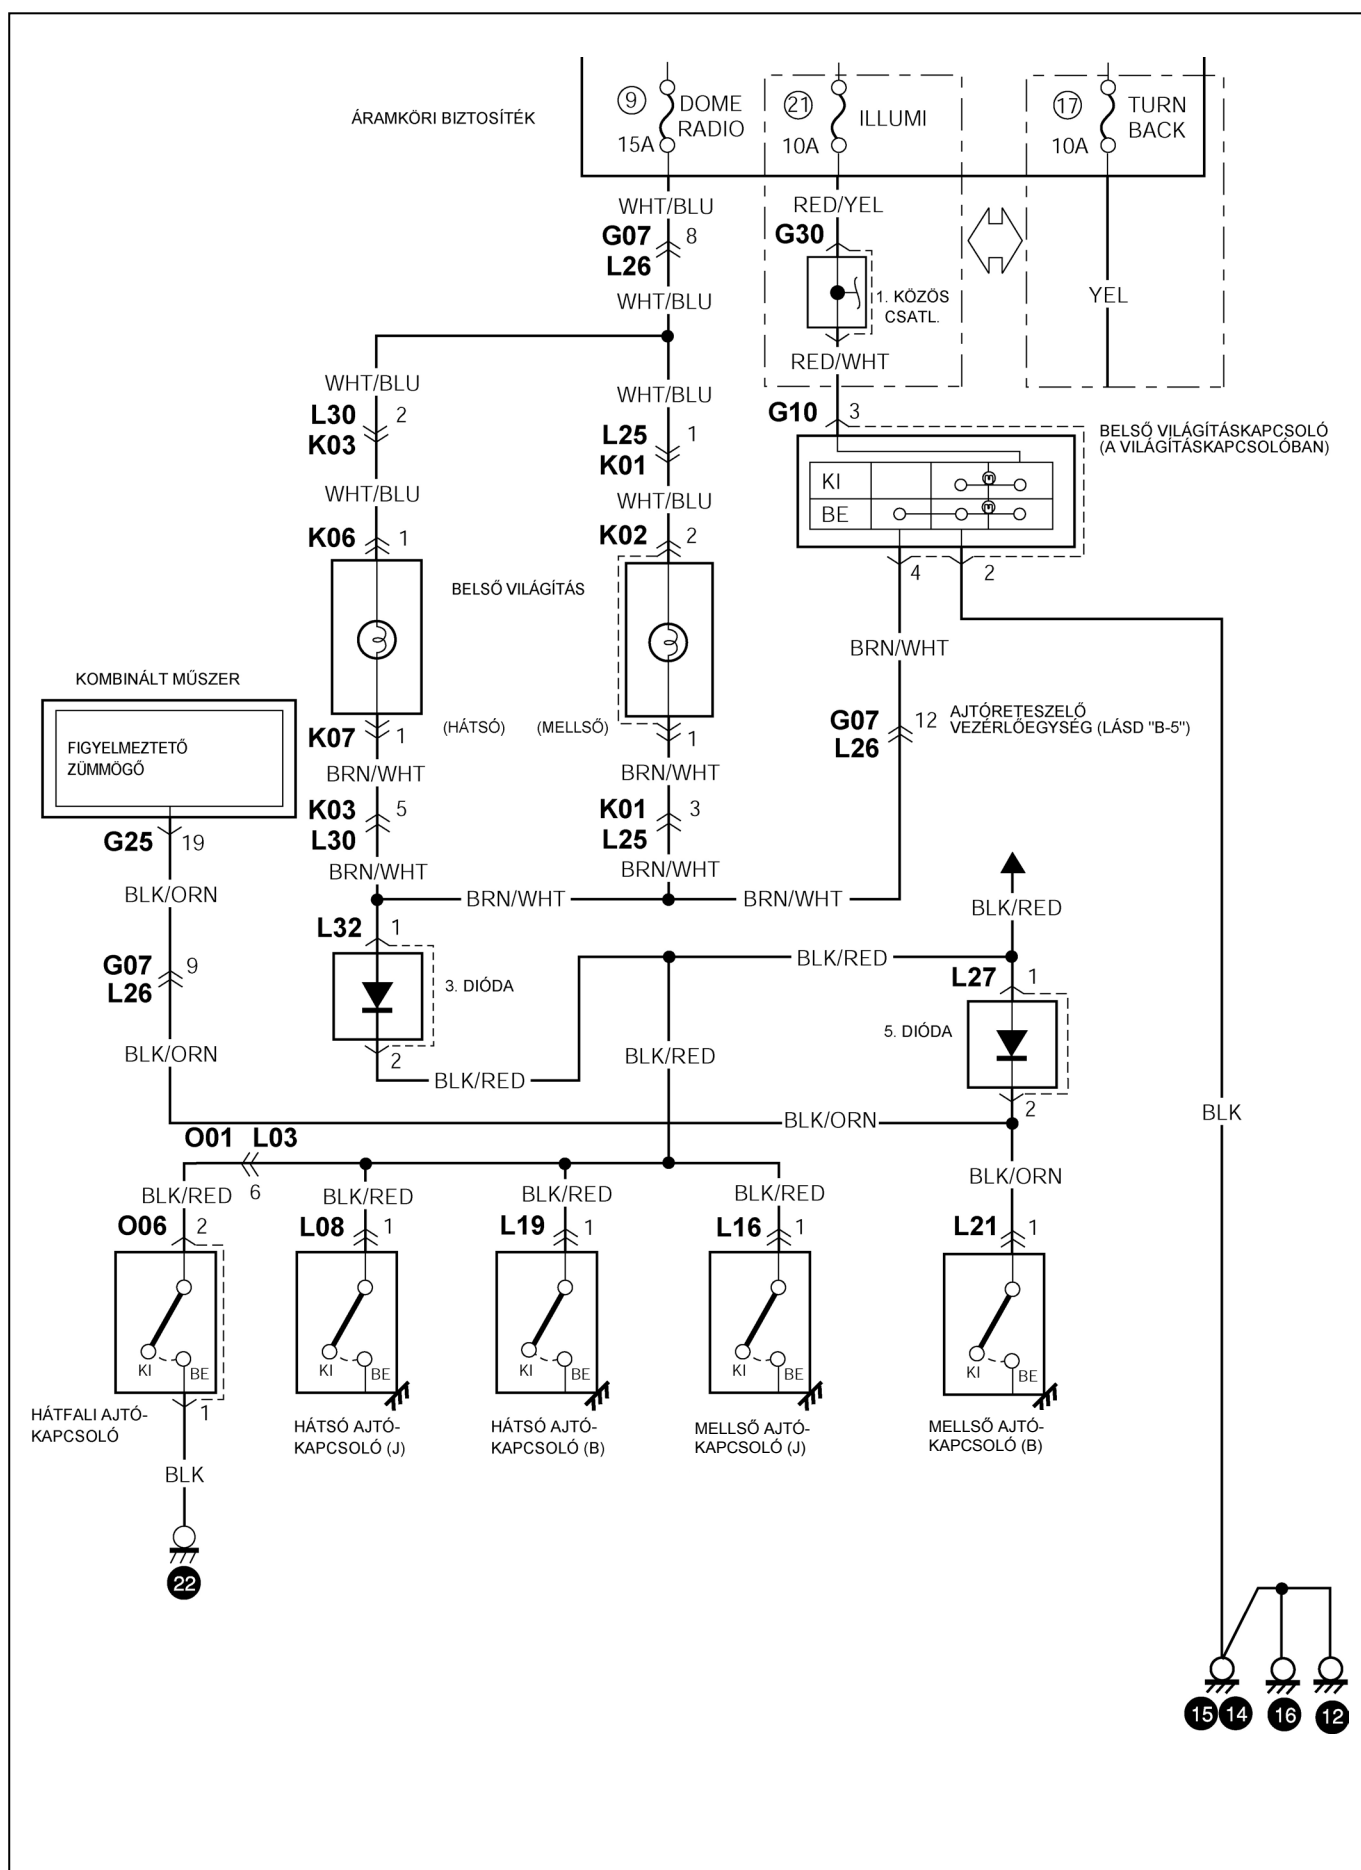 ÁRAMKÖRI BIZTOSÍTÉK
9 DOME
RADIO
15A
21 ILLUMI
10A
17 TURN
BACK
10A
WHT/BLU
RED/YEL
G07 8
L26
G30
WHT/BLU
1. KÖZÖS
CSATL.
YEL
RED/WHT
WHT/BLU
WHT/BLU
L30 2
K03
L25 1
K01
G10 3
BELSŐ VILÁGÍTÁSKAPCSOLÓ
(A VILÁGÍTÁSKAPCSOLÓBAN)
KI
BE
WHT/BLU
WHT/BLU
K06 1
K02 2
4 2
BELSŐ VILÁGÍTÁS
BRN/WHT
KOMBINÁLT MŰSZER
FIGYELMEZTETŐ
ZÜMMÖGŐ
K07 1
(HÁTSÓ) (MELLSŐ)
1
G07 12
L26
AJTÓRETESZELŐ
VEZÉRLŐEGYSÉG (LÁSD "B-5")
BRN/WHT
BRN/WHT
K03 5
L30
K01 3
L25
G25 19
BRN/WHT
BRN/WHT
BLK/ORN
BRN/WHT
BRN/WHT
BLK/RED
L32 1
G07 9
L26
BLK/RED
L27 1
3. DIÓDA
5. DIÓDA
BLK/ORN
2
BLK/RED
BLK/RED
2
BLK/ORN
BLK
O01 L03
6
BLK/RED
BLK/RED
BLK/RED
BLK/RED
BLK/ORN
O06 2
L08 1
L19 1
L16 1
L21 1
KI BE
KI BE
KI BE
KI BE
KI BE
1
HÁTFALI AJTÓ-
KAPCSOLÓ
HÁTSÓ AJTÓ-
KAPCSOLÓ (J)
HÁTSÓ AJTÓ-
KAPCSOLÓ (B)
MELLSŐ AJTÓ-
KAPCSOLÓ (J)
MELLSŐ AJTÓ-
KAPCSOLÓ (B)
BLK
22
15 14 16 12